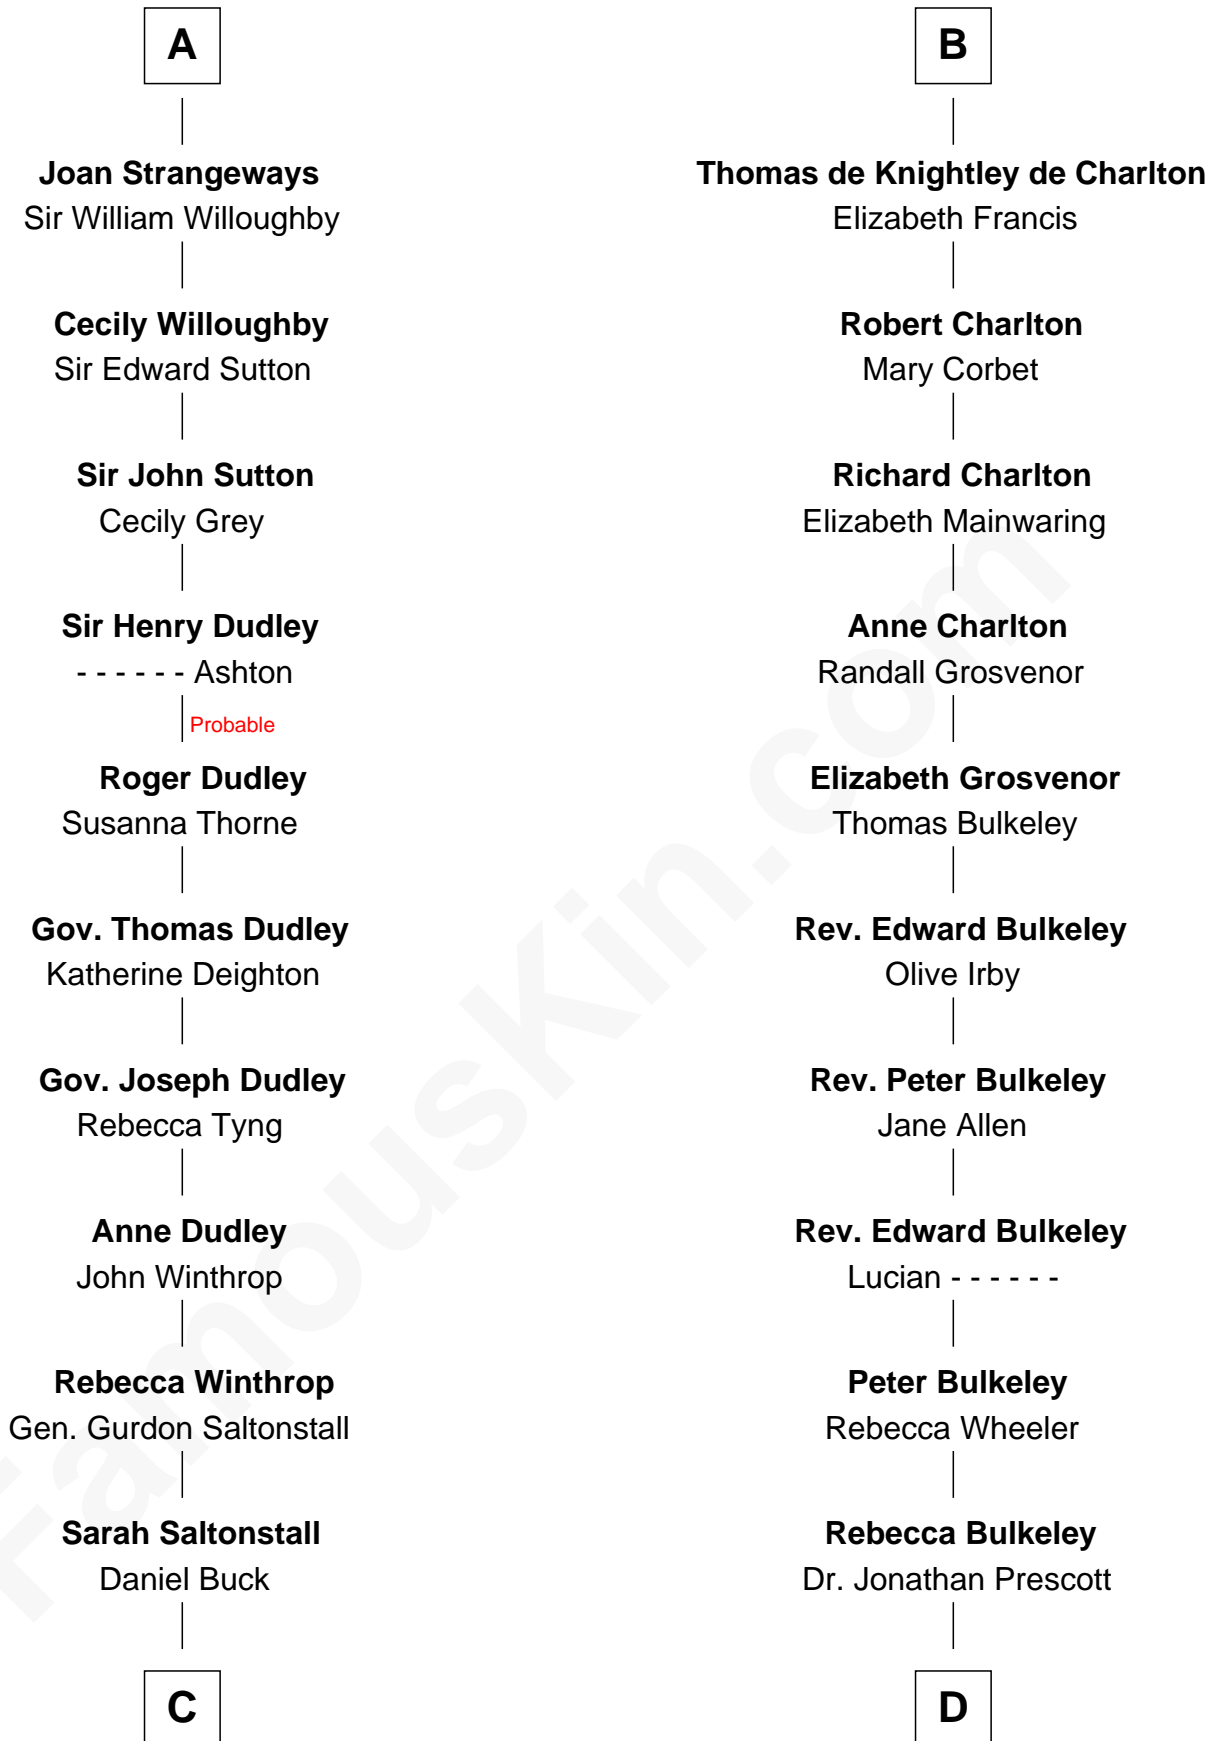 A
Joan Strangeways
Sir William Willoughby
Cecily Willoughby
Sir Edward Sutton
Sir John Sutton
Cecily Grey
Sir Henry Dudley
- - - - - - Ashton
Probable
Roger Dudley
Susanna Thorne
Gov. Thomas Dudley
Katherine Deighton
Gov. Joseph Dudley
Rebecca Tyng
Anne Dudley
John Winthrop
Rebecca Winthrop
Gen. Gurdon Saltonstall
Sarah Saltonstall
Daniel Buck
C
B
Thomas de Knightley de Charlton
Elizabeth Francis
Robert Charlton
Mary Corbet
Richard Charlton
Elizabeth Mainwaring
Anne Charlton
Randall Grosvenor
Elizabeth Grosvenor
Thomas Bulkeley
Rev. Edward Bulkeley
Olive Irby
Rev. Peter Bulkeley
Jane Allen
Rev. Edward Bulkeley
Lucian - - - - - -
Peter Bulkeley
Rebecca Wheeler
Rebecca Bulkeley
Dr. Jonathan Prescott
D
FamousKin.com